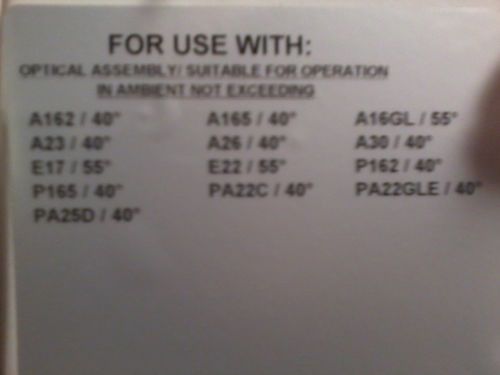 FOR USE WITH:
OPTICAL ASSEMBLY/ SUITABLE FOR OPERATION
IN AMBIENT NOT EXCEEDING
A162 / 40° A165 / 40° A16GL / 55°
A23 / 40° A26 / 40° A30 / 40°
E17 / 55° E22 / 55° P162 / 40°
P165 / 40° PA22C / 40° PA22GLE / 40°
PA25D / 40°